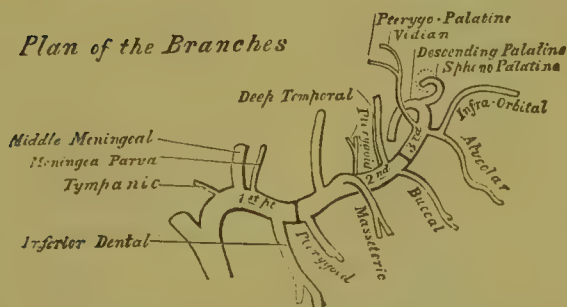 Plan of the Branches
Pterygo-Palatine
Vidian
Descending Palatine
Spheno Palatine
Deep Temporal
Infra-Orbital
Pterygoid
Middle Meningeal
Meningea Parva
Tympanic
1st Pt
2nd
3rd
Alveolar
Buccal
Masseteric
Pterygoid
Inferior Dental